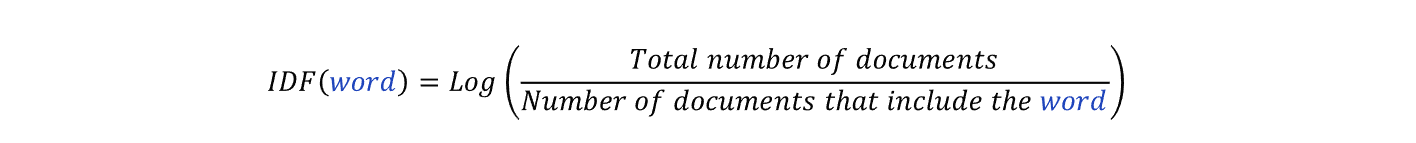 IDF(word) = Log ( Total number of documents / Number of documents that include the word )